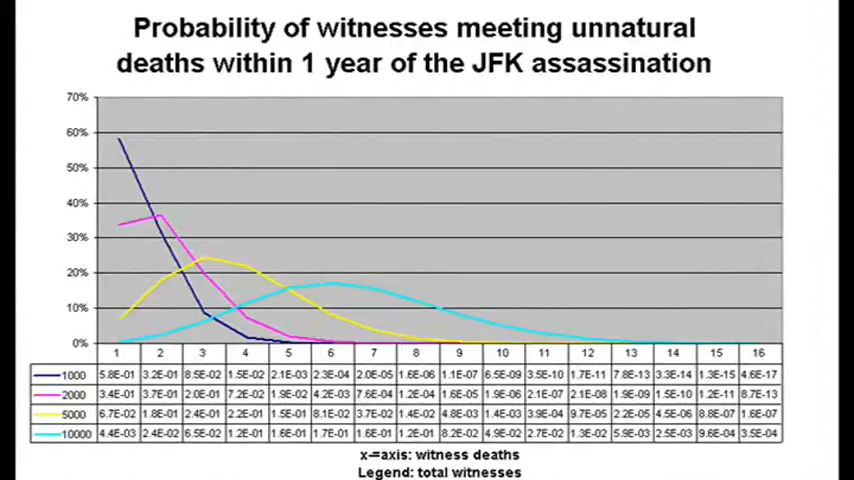 Probability of witnesses meeting unnatural
deaths within 1 year of the JFK assassination
70%
60%
50%
40%
30%
20%
10%
0%
1 2 3 4 5 6 7 8 9 10 11 12 13 14 15 16
1000 5.8E-01 3.2E-01 8.5E-02 1.5E-02 2.1E-03 2.3E-04 2.0E-05 1.6E-06 1.1E-07 6.5E-09 3.5E-10 1.7E-11 7.8E-13 3.3E-14 1.3E-15 4.6E-17
2000 3.4E-01 3.7E-01 2.0E-01 7.2E-02 1.9E-02 4.2E-03 7.6E-04 1.2E-04 1.6E-05 1.9E-06 2.1E-07 2.1E-08 1.9E-09 1.5E-10 1.2E-11 8.7E-13
5000 6.7E-02 1.8E-01 2.4E-01 2.2E-01 1.5E-01 8.1E-02 3.7E-02 1.4E-02 4.8E-03 1.4E-03 3.9E-04 9.7E-05 2.2E-05 4.5E-06 8.8E-07 1.6E-07
10000 4.4E-03 2.4E-02 6.5E-02 1.2E-01 1.6E-01 1.7E-01 1.6E-01 1.2E-01 8.2E-02 4.9E-02 2.7E-02 1.3E-02 5.9E-03 2.5E-03 9.6E-04 3.5E-04
x-=axis: witness deaths
Legend: total witnesses